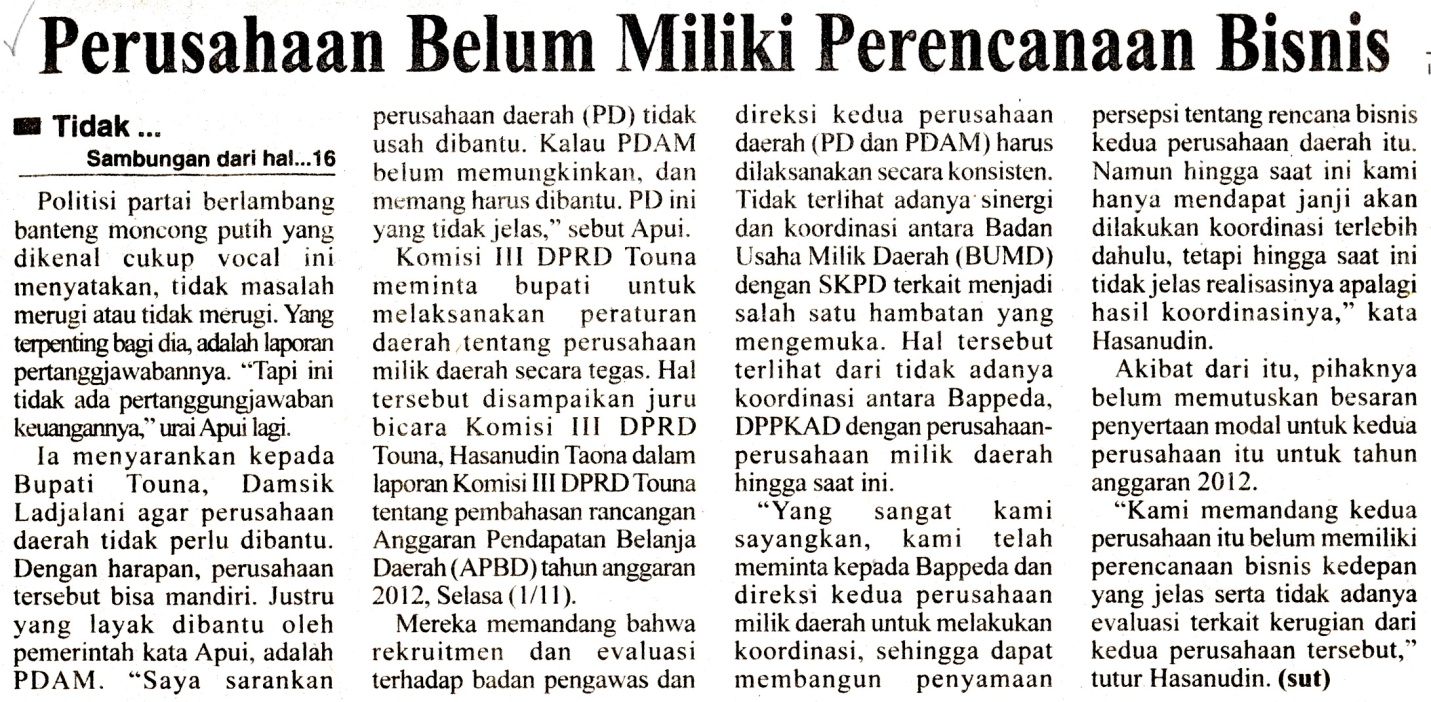 Perusahaan Belum Miliki Perencanaan Bisnis
Tidak ...
Sambungan dari hal...16
Politisi partai berlambang
banteng moncong putih yang
dikenal cukup vocal ini
menyatakan, tidak masalah
merugi atau tidak merugi. Yang
terpenting bagi dia, adalah laporan
pertanggjawabannya. “Tapi ini
tidak ada pertanggungjawaban
keuangannya,” urai Apui lagi.
Ia menyarankan kepada
Bupati Touna, Damsik
Ladjalani agar perusahaan
daerah tidak perlu dibantu.
Dengan harapan, perusahaan
tersebut bisa mandiri. Justru
yang layak dibantu oleh
pemerintah kata Apui, adalah
PDAM. “Saya sarankan
perusahaan daerah (PD) tidak
usah dibantu. Kalau PDAM
belum memungkinkan, dan
memang harus dibantu. PD ini
yang tidak jelas,” sebut Apui.
Komisi III DPRD Touna
meminta bupati untuk
melaksanakan peraturan
daerah tentang perusahaan
milik daerah secara tegas. Hal
tersebut disampaikan juru
bicara Komisi III DPRD
Touna, Hasanudin Taona dalam
laporan Komisi III DPRD Touna
tentang pembahasan rancangan
Anggaran Pendapatan Belanja
Daerah (APBD) tahun anggaran
2012, Selasa (1/11).
Mereka memandang bahwa
rekruitmen dan evaluasi
terhadap badan pengawas dan
direksi kedua perusahaan
daerah (PD dan PDAM) harus
dilaksanakan secara konsisten.
Tidak terlihat adanya sinergi
dan koordinasi antara Badan
Usaha Milik Daerah (BUMD)
dengan SKPD terkait menjadi
salah satu hambatan yang
mengemuka. Hal tersebut
terlihat dari tidak adanya
koordinasi antara Bappeda,
DPPKAD dengan perusahaan-
perusahaan milik daerah
hingga saat ini.
“Yang sangat kami
sayangkan, kami telah
meminta kepada Bappeda dan
direksi kedua perusahaan
milik daerah untuk melakukan
koordinasi, sehingga dapat
membangun penyamaan
persepsi tentang rencana bisnis
kedua perusahaan daerah itu.
Namun hingga saat ini kami
hanya mendapat janji akan
dilakukan koordinasi terlebih
dahulu, tetapi hingga saat ini
tidak jelas realisasinya apalagi
hasil koordinasinya,” kata
Hasanudin.
Akibat dari itu, pihaknya
belum memutuskan besaran
penyertaan modal untuk kedua
perusahaan itu untuk tahun
anggaran 2012.
“Kami memandang kedua
perusahaan itu belum memiliki
perencanaan bisnis kedepan
yang jelas serta tidak adanya
evaluasi terkait kerugian dari
kedua perusahaan tersebut,”
tutur Hasanudin. (sut)